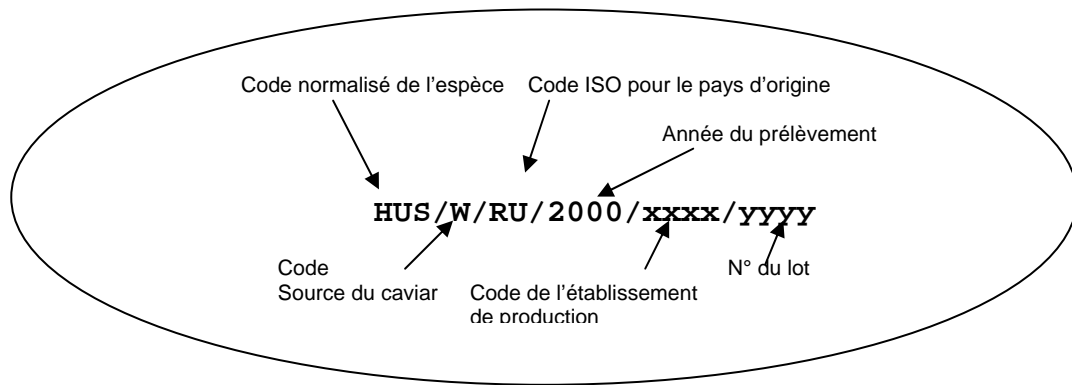 Code normalisé de l'espèce
Code ISO pour le pays d'origine
Année du prélèvement
HUS/W/RU/2000/xxxx/yyyy
Code
Source du caviar
Code de l'établissement
de production
N° du lot